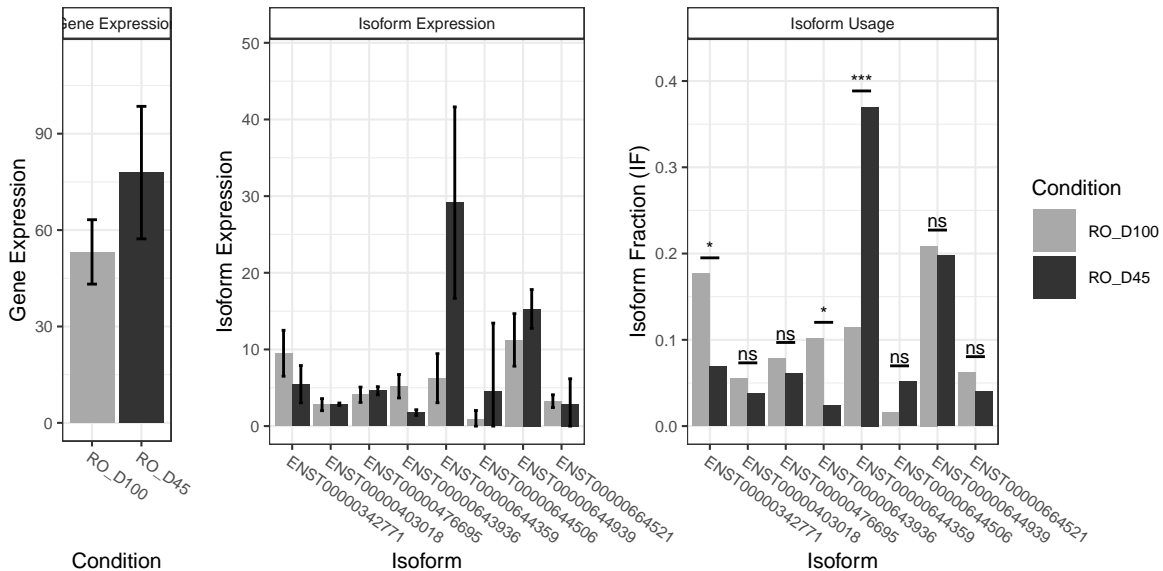 Gene Expression
Gene Expression
90
60
30
0
RO_D100
RO_D45
Condition
Isoform Expression
Isoform Expression
50
40
30
20
10
0
ENST00000342771
ENST00000403018
ENST00000476695
ENST00000643936
ENST00000644359
ENST00000644506
ENST00000644939
ENST00000664521
Isoform
Isoform Usage
Isoform Fraction (IF)
0.4
0.3
0.2
0.1
0.0
*
ns
ns
*
***
ns
ns
ns
ENST00000342771
ENST00000403018
ENST00000476695
ENST00000643936
ENST00000644359
ENST00000644506
ENST00000644939
ENST00000664521
Isoform
Condition
RO_D100
RO_D45